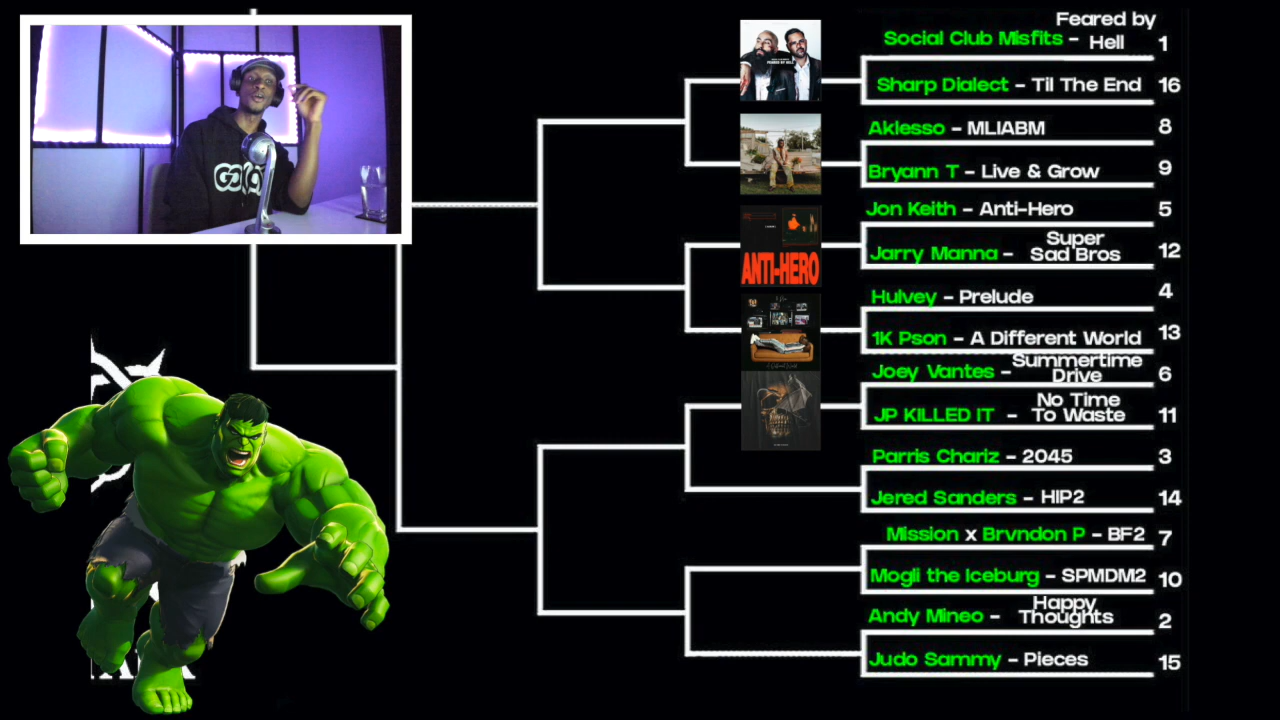 Feared by
Social Club Misfits - Hell 1
Sharp Dialect - Til The End 16
Aklesso - MLIABM 8
Bryann T - Live & Grow 9
Jon Keith - Anti-Hero 5
Super
Jarry Manna - Sad Bros 12
Hulvey - Prelude 4
1K Pson - A Different World 13
Summertime
Joey Vantes - Drive 6
No Time
JP KILLED IT - To Waste 11
Parris Chariz - 2045 3
Jered Sanders - HIP2 14
Mission x Brvndon P - BF2 7
Mogli the Iceburg - SPMDM2 10
Happy
Andy Mineo - Thoughts 2
Judo Sammy - Pieces 15
ANTI-HERO